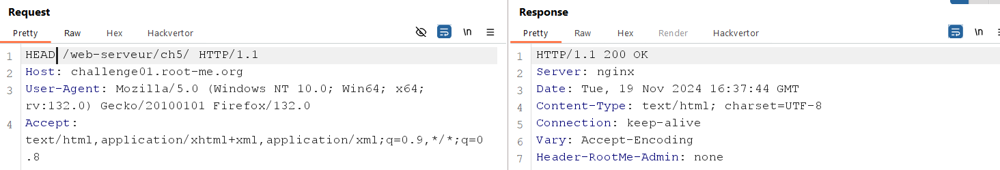 Request
Pretty Raw Hex Hackvertor \n
1 HEAD /web-serveur/ch5/ HTTP/1.1
2 Host: challenge01.root-me.org
3 User-Agent: Mozilla/5.0 (Windows NT 10.0; Win64; x64;
rv:132.0) Gecko/20100101 Firefox/132.0
4 Accept:
text/html,application/xhtml+xml,application/xml;q=0.9,*/*;q=0
.8
Response
Pretty Raw Hex Render Hackvertor \n
1 HTTP/1.1 200 OK
2 Server: nginx
3 Date: Tue, 19 Nov 2024 16:37:44 GMT
4 Content-Type: text/html; charset=UTF-8
5 Connection: keep-alive
6 Vary: Accept-Encoding
7 Header-RootMe-Admin: none